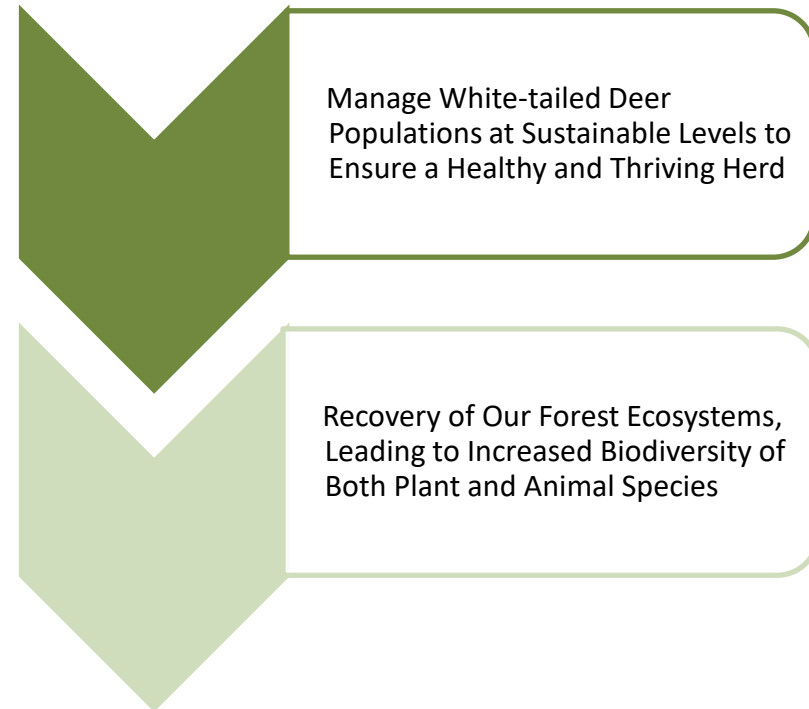 Manage White-tailed Deer
Populations at Sustainable Levels to
Ensure a Healthy and Thriving Herd
Recovery of Our Forest Ecosystems,
Leading to Increased Biodiversity of
Both Plant and Animal Species